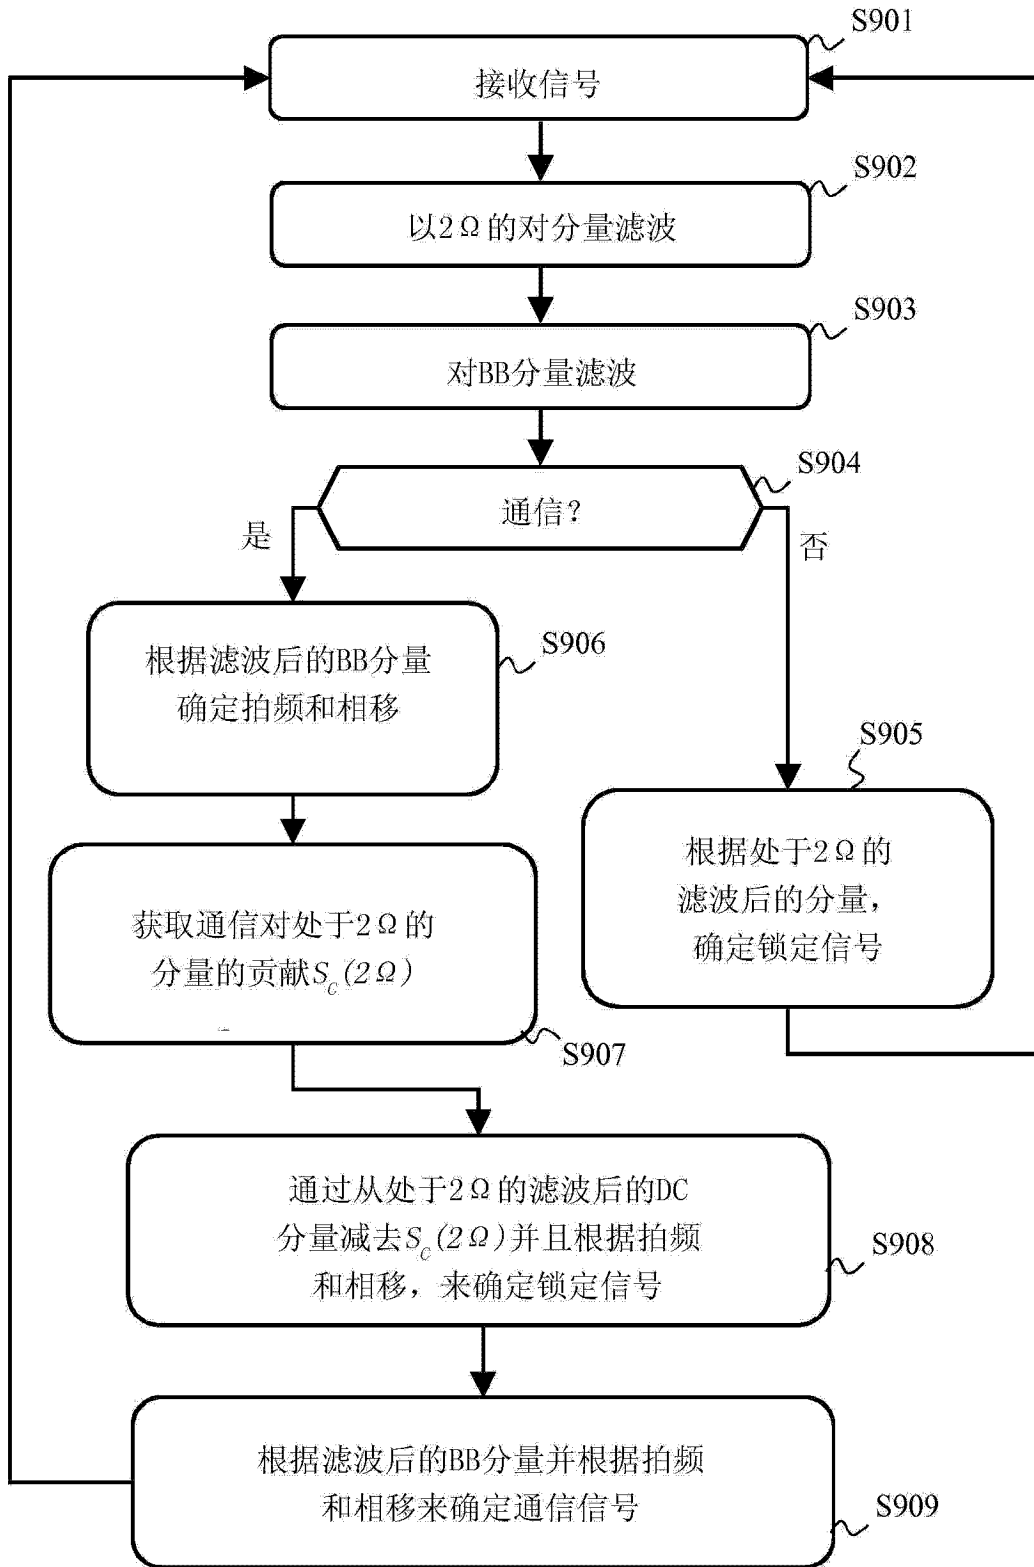 S901
接收信号
S902
以2Ω的对分量滤波
S903
对BB分量滤波
S904
通信?
是
否
S906
根据滤波后的BB分量
确定拍频和相移
S905
根据处于2Ω的
滤波后的分量,
确定锁定信号
获取通信对处于2Ω的
分量的贡献S_C(2Ω)
S907
通过从处于2Ω的滤波后的DC
分量减去S_C(2Ω)并且根据拍频
和相移,来确定锁定信号
S908
根据滤波后的BB分量并根据拍频
和相移来确定通信信号
S909